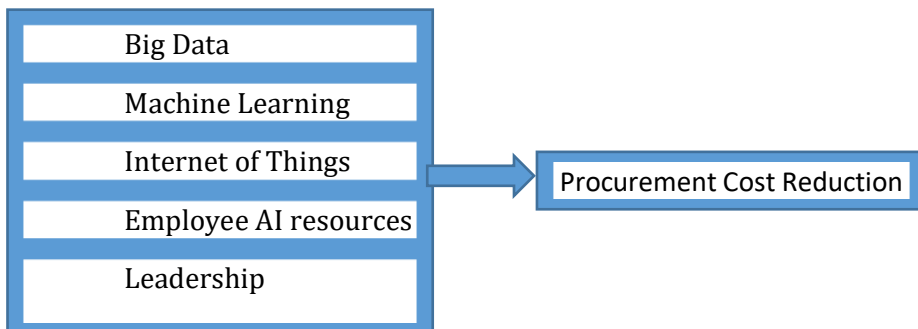 Big Data
Machine Learning
Internet of Things
Employee AI resources
Leadership
Procurement Cost Reduction